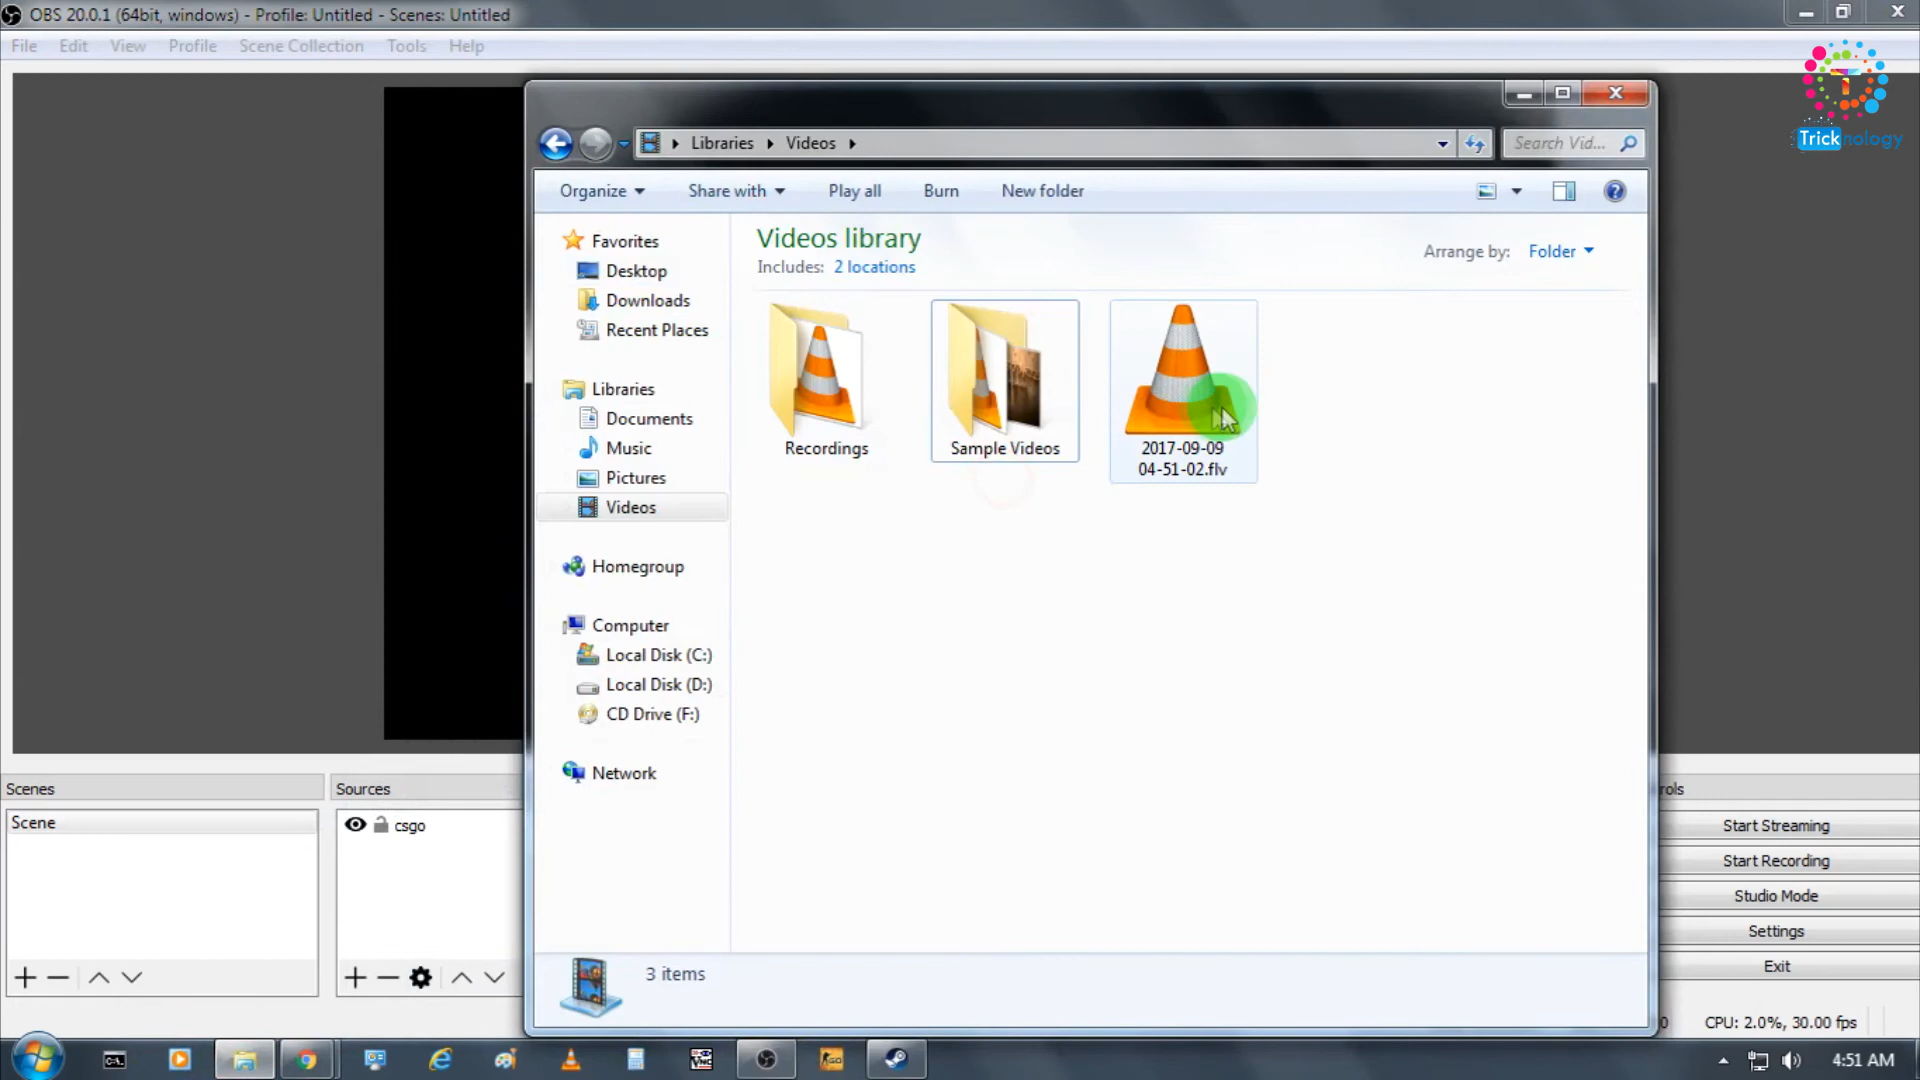 OBS 20.0.1 (64bit, windows) - Profile: Untitled - Scenes: Untitled
File Edit View Profile Scene Collection Tools Help
Tricknology
Libraries Videos
Search Vid...
Organize Share with Play all Burn New folder
Favorites
Desktop
Downloads
Recent Places
Libraries
Documents
Music
Pictures
Videos
Homegroup
Computer
Local Disk (C:)
Local Disk (D:)
CD Drive (F:)
Network
Videos library
Includes: 2 locations
Arrange by: Folder
Recordings
Sample Videos
2017-09-09
04-51-02.flv
3 items
Scenes
Scene
Sources
csgo
rols
Start Streaming
Start Recording
Studio Mode
Settings
Exit
0 CPU: 2.0%, 30.00 fps
4:51 AM